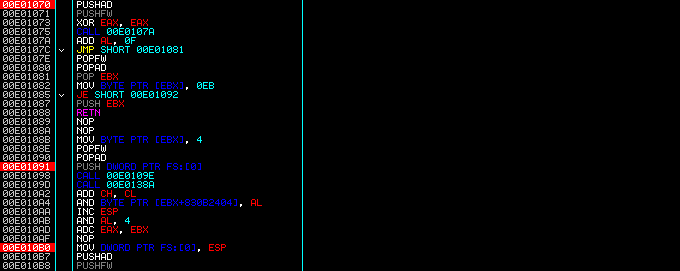 00E01070 PUSHAD
00E01071 PUSHFW
00E01073 XOR EAX, EAX
00E01075 CALL 00E0107A
00E0107A ADD AL, 0F
00E0107C JMP SHORT 00E01081
00E0107E POPFW
00E01080 POPAD
00E01081 POP EBX
00E01082 MOV BYTE PTR [EBX], 0EB
00E01085 JE SHORT 00E01092
00E01087 PUSH EBX
00E01088 RETN
00E01089 NOP
00E0108A NOP
00E0108B MOV BYTE PTR [EBX], 4
00E0108E POPFW
00E01090 POPAD
00E01091 PUSH DWORD PTR FS:[0]
00E01098 CALL 00E0109E
00E0109D CALL 00E0138A
00E010A2 ADD CH, CL
00E010A4 AND BYTE PTR [EBX+890B3404], AL
00E010AA INC ESP
00E010AB AND AL, 4
00E010AD ADC EAX, EBX
00E010AF NOP
00E010B0 MOV DWORD PTR FS:[0], ESP
00E010B7 PUSHAD
00E010B8 PUSHFW